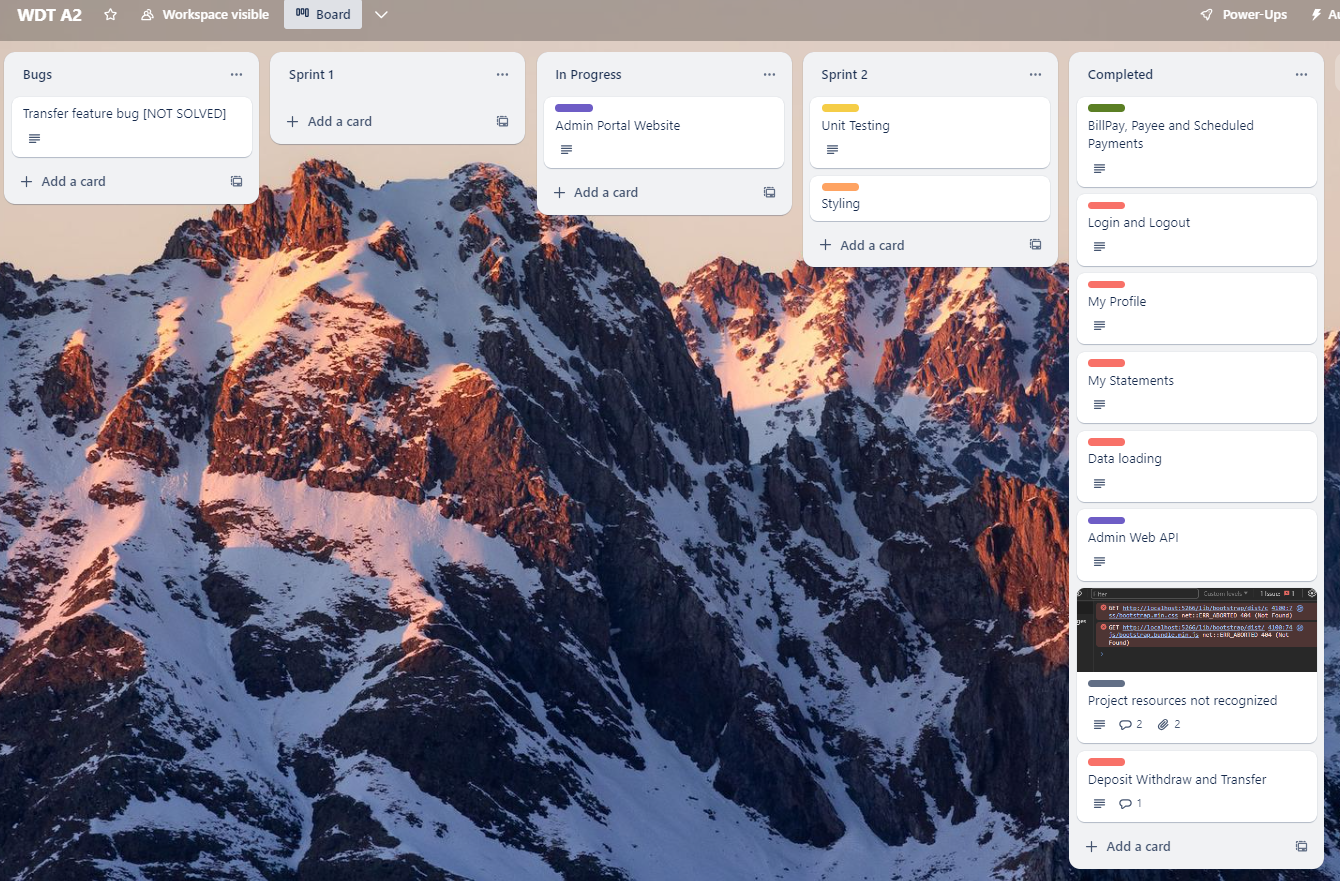 WDT A2
Workspace visible
Board
Power-Ups
Bugs
Transfer feature bug [NOT SOLVED]
Add a card
Sprint 1
Add a card
In Progress
Admin Portal Website
Add a card
Sprint 2
Unit Testing
Styling
Add a card
Completed
BillPay, Payee and Scheduled
Payments
Login and Logout
My Profile
My Statements
Data loading
Admin Web API
Custom levels
1 Issue: 1
GET http://localhost:5266/lib/bootstrap/dist/c
ss/bootstrap.min.css net::ERR_ABORTED 404 (Not Found)
GET http://localhost:5266/lib/bootstrap/dist/
js/bootstrap.bundle.min.js net::ERR_ABORTED 404 (Not
Found)
Project resources not recognized
2 2
Deposit Withdraw and Transfer
1
Add a card